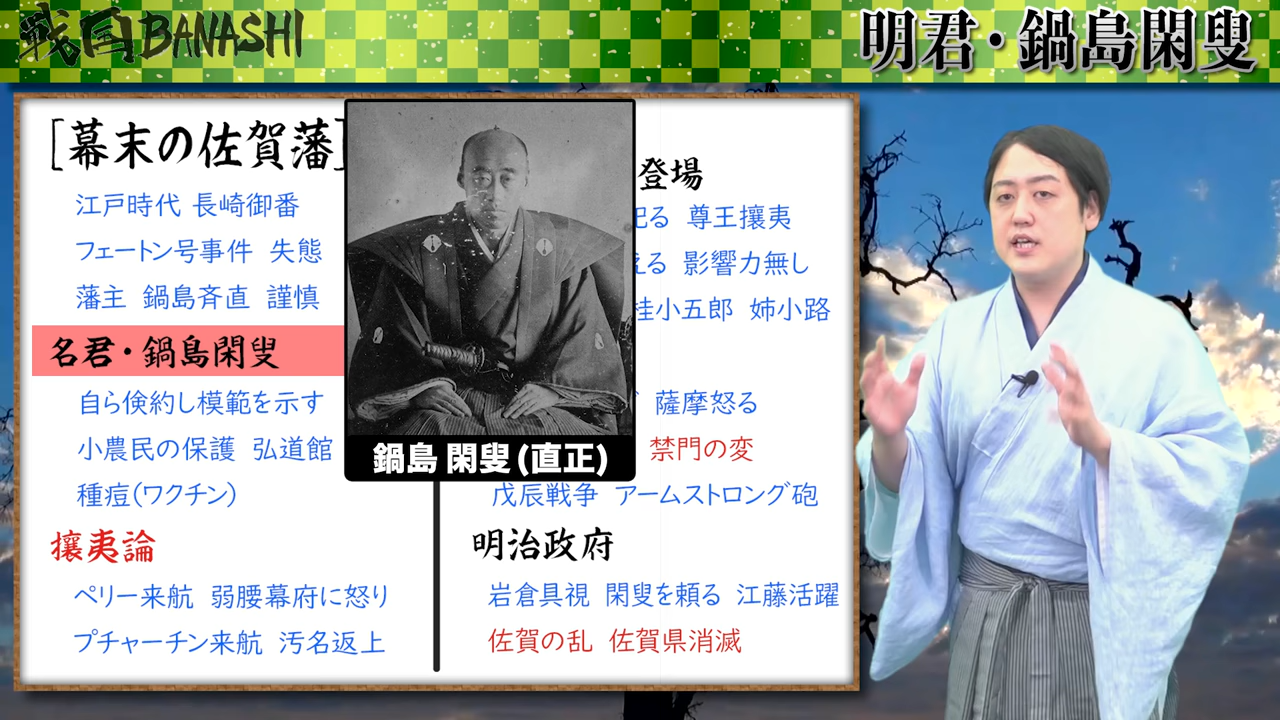 戦国BANASHI
明君・鍋島閑叟
[幕末の佐賀藩]
江戸時代 長崎御番
フェートン号事件 失態
藩主 鍋島斉直 謹慎
名君・鍋島閑叟
自ら倹約し模範を示す
小農民の保護 弘道館
種痘(ワクチン)
攘夷論
ペリー来航 弱腰幕府に怒り
プチャーチン来航 汚名返上
鍋島 閑叟(直正)
登場
る 尊王攘夷
える 影響力無し
桂小五郎 姉小路
薩摩怒る
禁門の変
戊辰戦争 アームストロング砲
明治政府
岩倉具視 閑叟を頼る 江藤活躍
佐賀の乱 佐賀県消滅